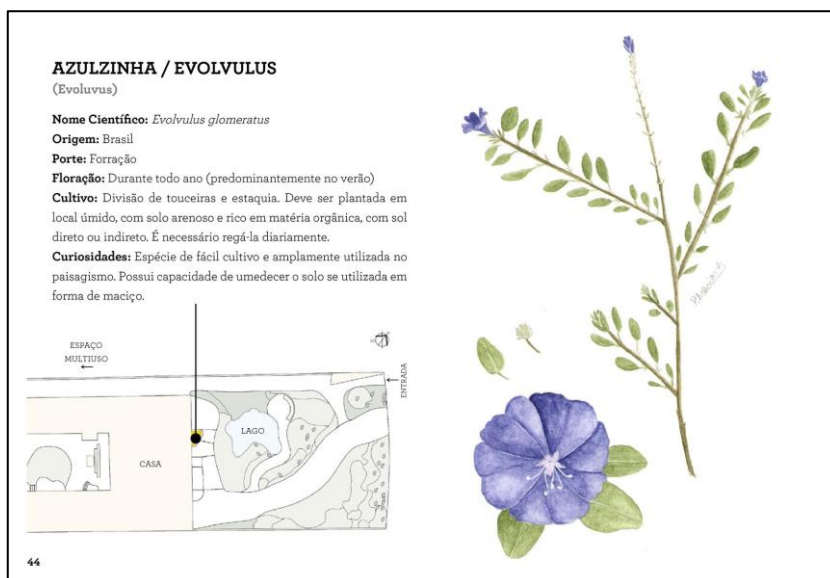 AZULZINHA / EVOLVULUS
(Evoluvus)
Nome Científico: Evolvulus glomeratus
Origem: Brasil
Porte: Forração
Floração: Durante todo ano (predominantemente no verão)
Cultivo: Divisão de touceiras e estaquia. Deve ser plantada em
local úmido, com solo arenoso e rico em matéria orgânica, com sol
direto ou indireto. É necessário regá-la diariamente.
Curiosidades: Espécie de fácil cultivo e amplamente utilizada no
paisagismo. Possui capacidade de umedecer o solo se utilizada em
forma de maciço.
ESPAÇO
MULTIUSO
ENTRADA
LAGO
CASA
44